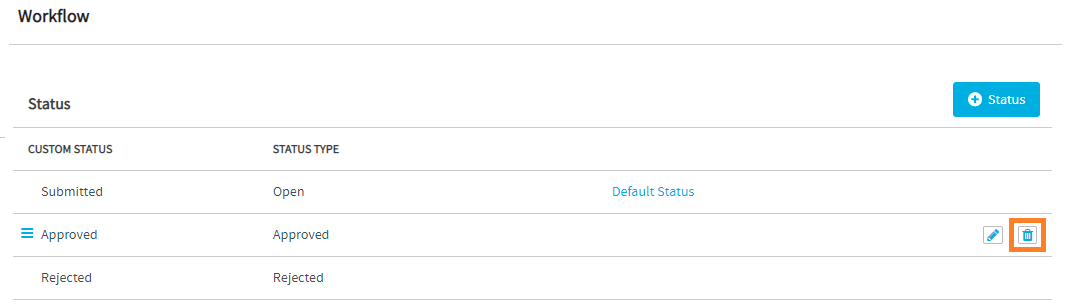 Workflow
Status
Status
CUSTOM STATUS STATUS TYPE
Submitted Open Default Status
Approved Approved
Rejected Rejected